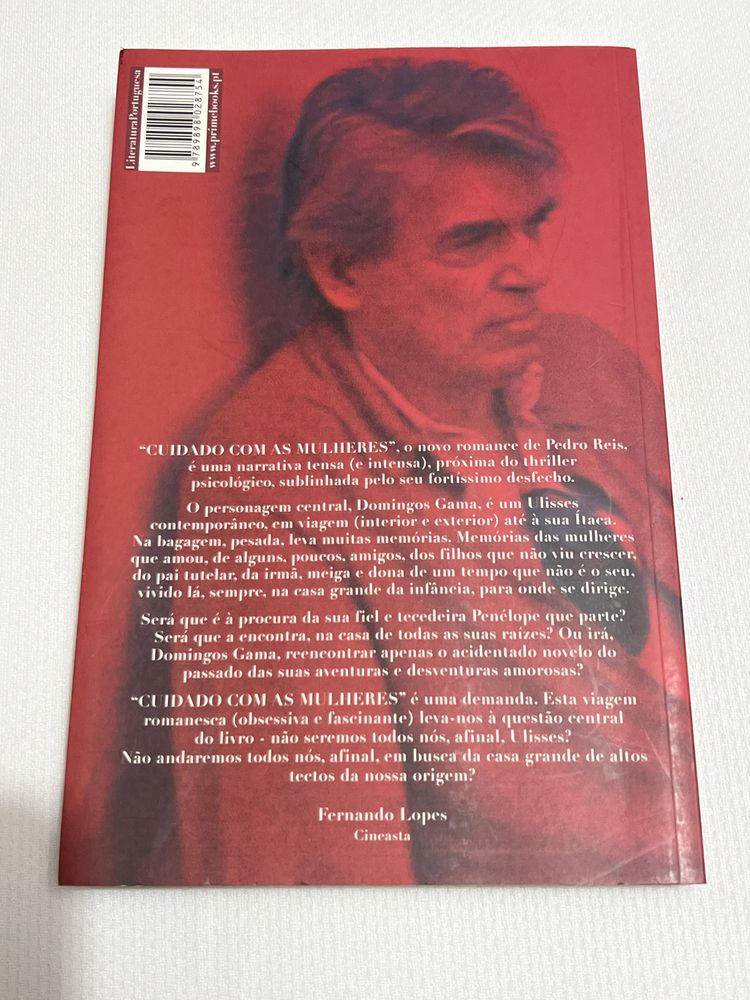 LiteraturaPortuguesa
9 789898 028754
www.primebooks.pt
“CUIDADO COM AS MULHERES”, o novo romance de Pedro Reis,
é uma narrativa tensa (e intensa), próxima do thriller
psicológico, sublinhada pelo seu fortíssimo desfecho.
O personagem central, Domingos Gama, é um Ulisses
contemporâneo, em viagem (interior e exterior) até à sua Ítaca.
Na bagagem, pesada, leva muitas memórias. Memórias das mulheres
que amou, de alguns, poucos, amigos, dos filhos que não viu crescer,
do pai tutelar, da irmã, meiga e dona de um tempo que não é o seu,
vivido lá, sempre, na casa grande da infância, para onde se dirige.
Será que é à procura da sua fiel e tecedeira Penélope que parte?
Será que a encontra, na casa de todas as suas raízes? Ou irá,
Domingos Gama, reencontrar apenas o acidentado novelo do
passado das suas aventuras e desventuras amorosas?
“CUIDADO COM AS MULHERES” é uma demanda. Esta viagem
romanesca (obsessiva e fascinante) leva-nos à questão central
do livro - não seremos todos nós, afinal, Ulisses?
Não andaremos todos nós, afinal, em busca da casa grande de altos
tectos da nossa origem?
Fernando Lopes
Cineasta